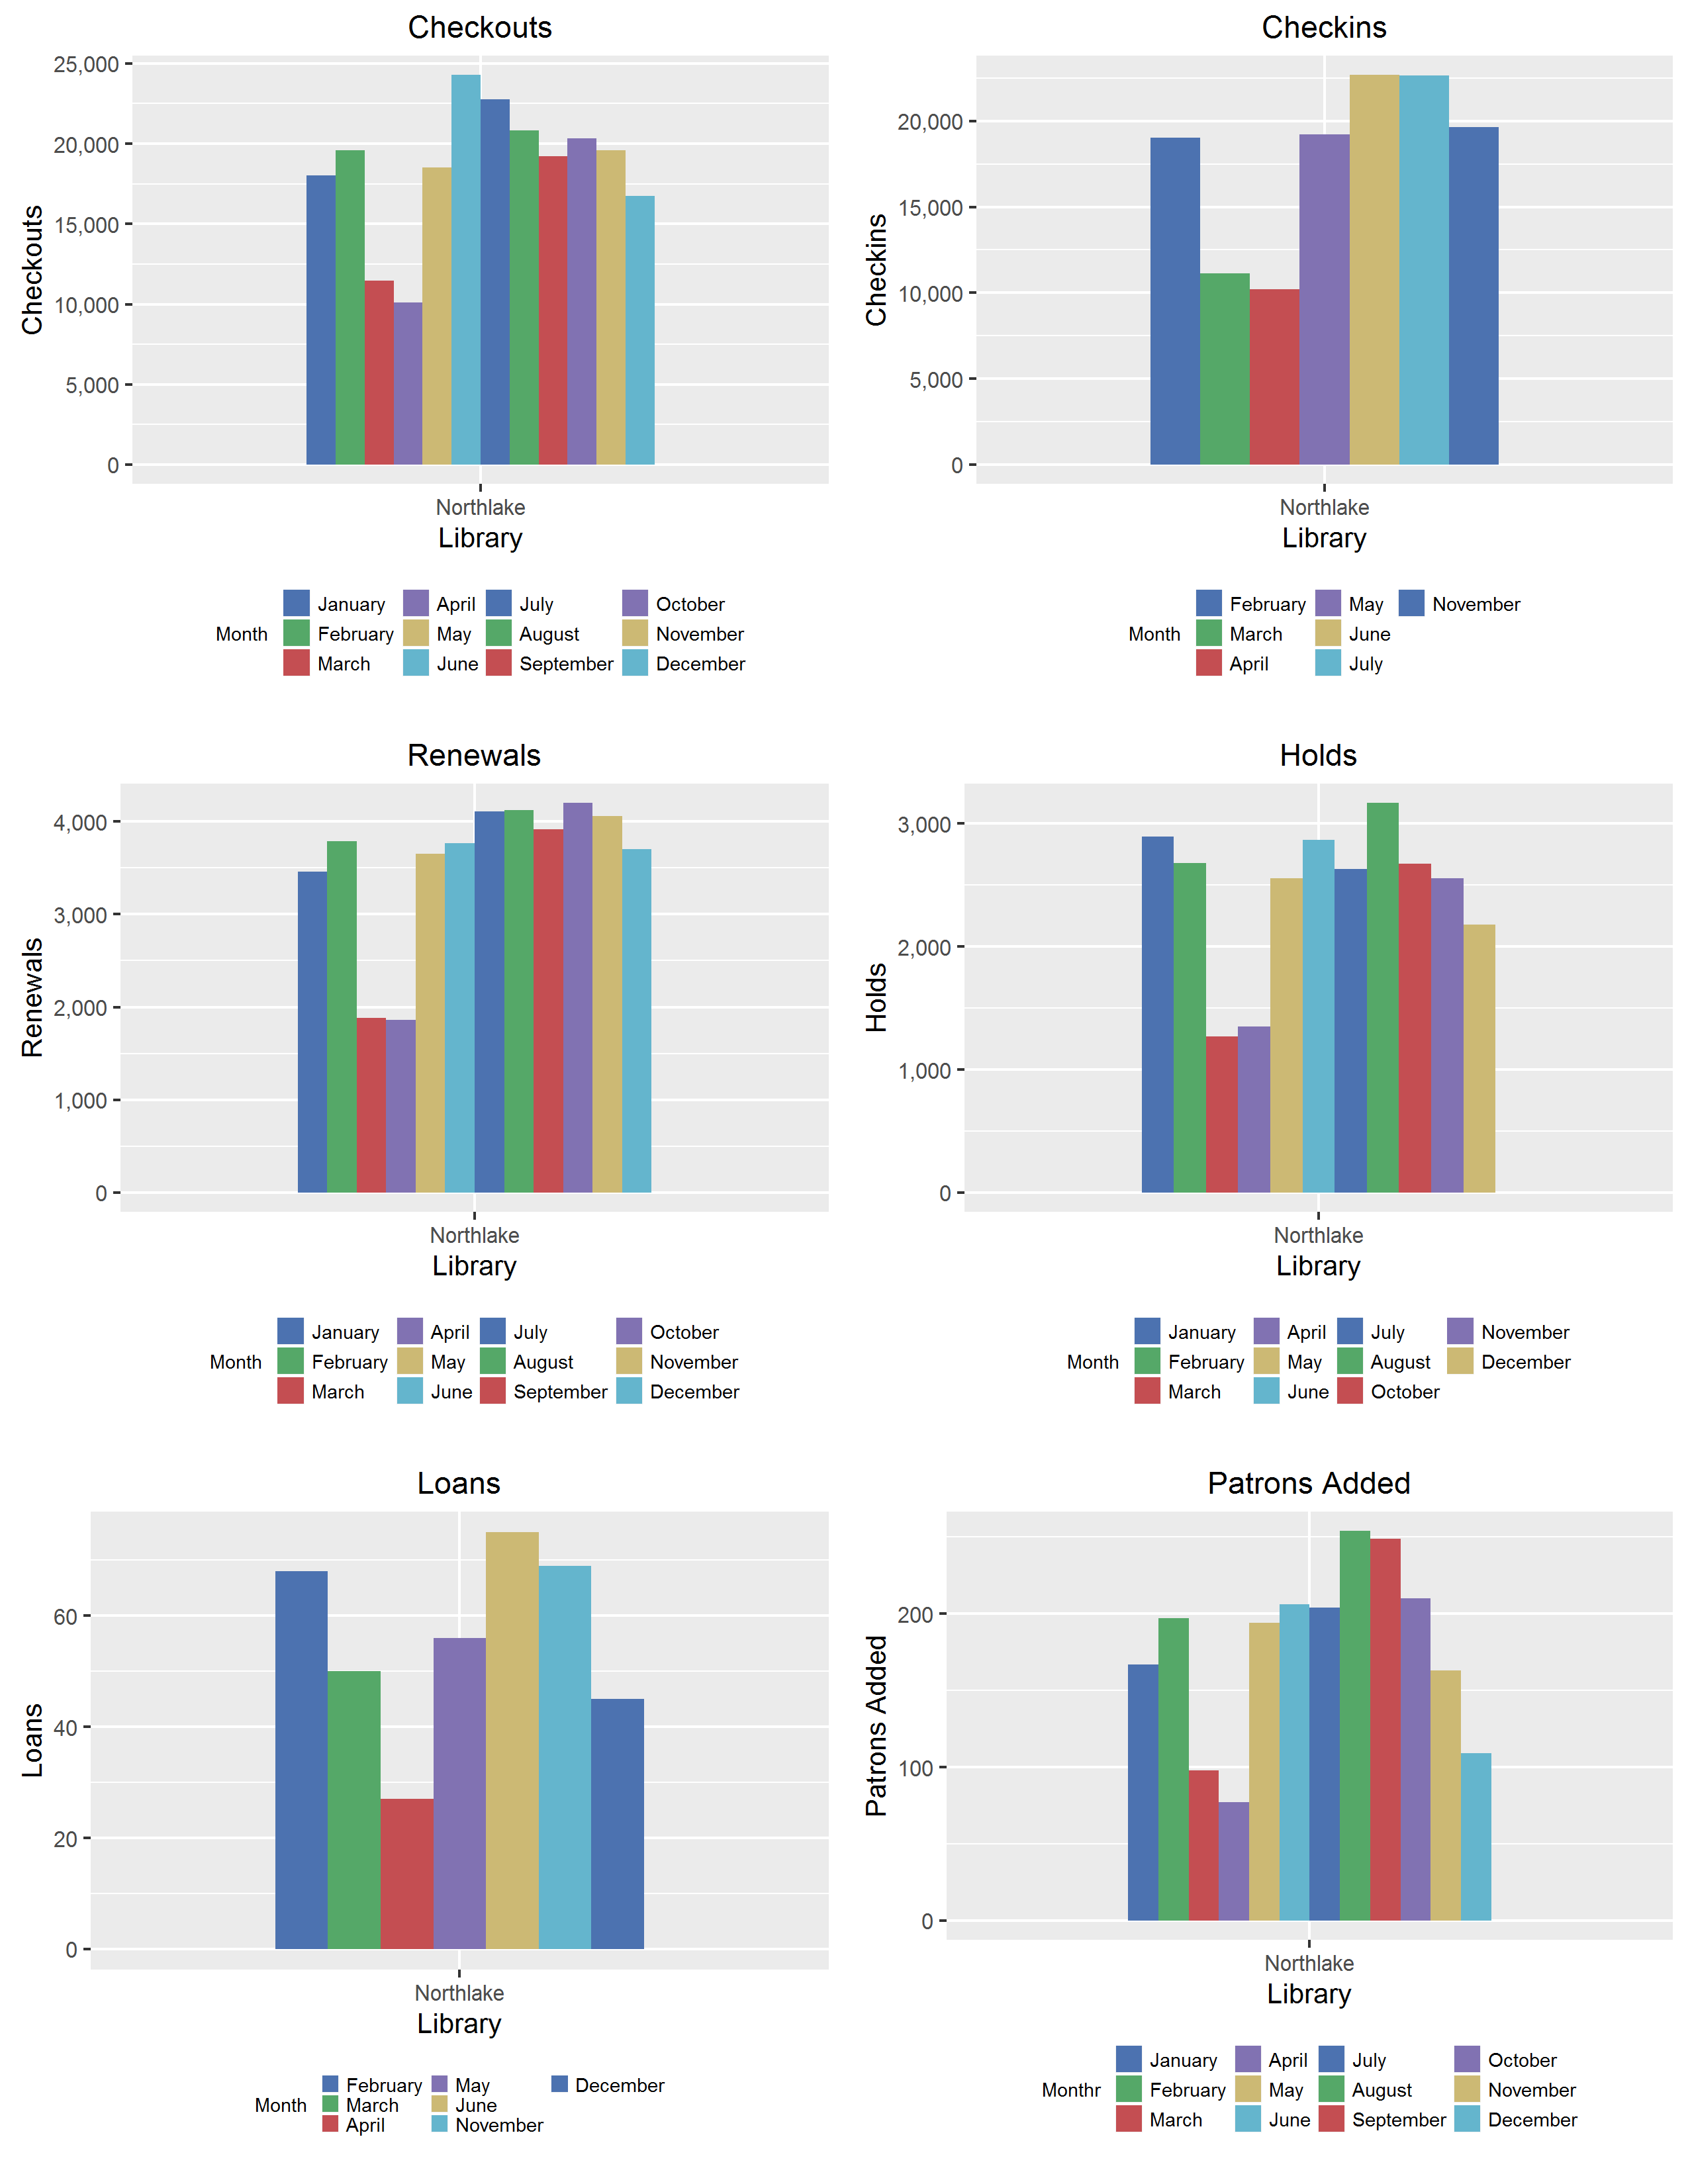 Checkouts
25,000
20,000
15,000
10,000
5,000
0
Checkouts
Northlake
Library
Month
January April July October
February May August November
March June September December
Checkins
20,000
15,000
10,000
5,000
0
Checkins
Northlake
Library
Month
February May November
March June
April July
Renewals
4,000
3,000
2,000
1,000
0
Renewals
Northlake
Library
Month
January April July October
February May August November
March June September December
Holds
3,000
2,000
1,000
0
Holds
Northlake
Library
Month
January April July November
February May August December
March June October
Loans
60
40
20
0
Loans
Northlake
Library
Month
February May December
March June
April November
Patrons Added
200
100
0
Patrons Added
Northlake
Library
Monthr
January April July October
February May August November
March June September December